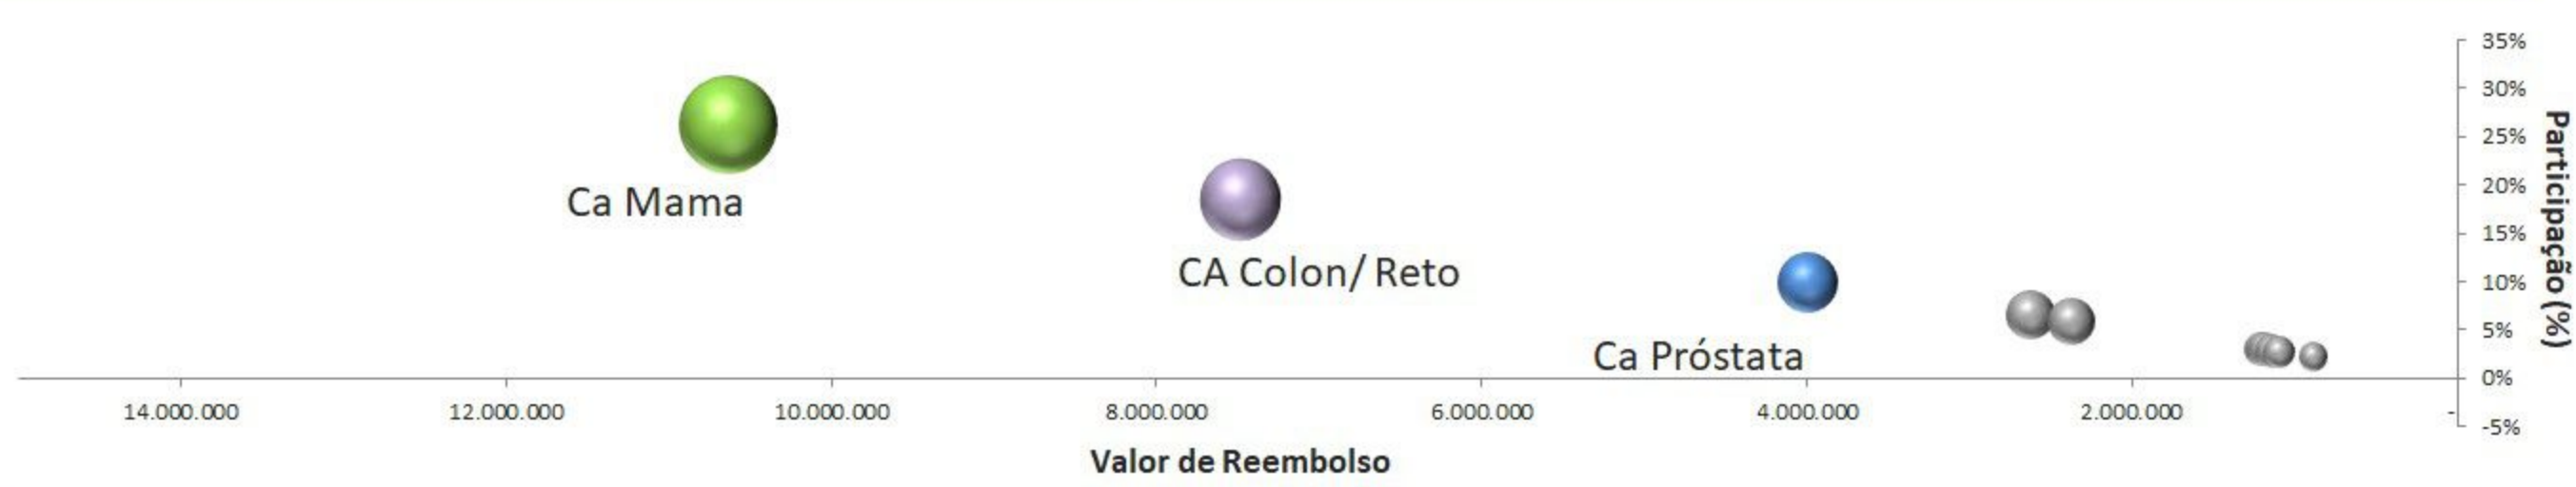 35%
30%
25%
20%
15%
10%
5%
0%
-5%
Participação (%)
Ca Mama
CA Colon/ Reto
Ca Próstata
14.000.000 12.000.000 10.000.000 8.000.000 6.000.000 4.000.000 2.000.000 -
Valor de Reembolso